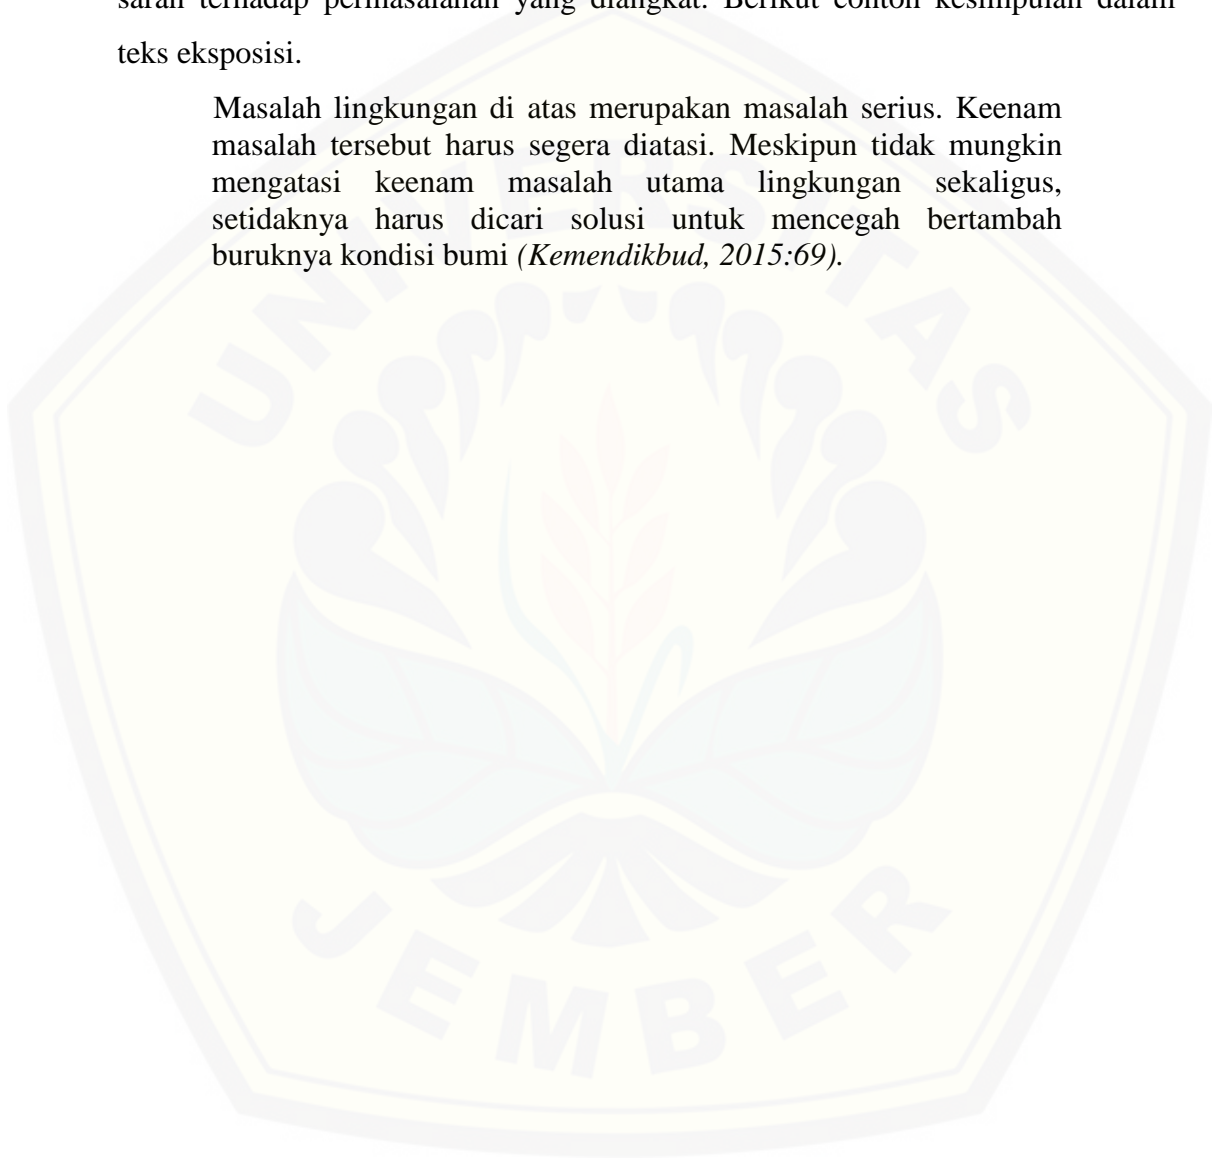 saran terhadap permasalahan yang diangkat. Berikut contoh kesimpulan dalam
teks eksposisi.
Masalah lingkungan di atas merupakan masalah serius. Keenam
masalah tersebut harus segera diatasi. Meskipun tidak mungkin
mengatasi keenam masalah utama lingkungan sekaligus,
setidaknya harus dicari solusi untuk mencegah bertambah
buruknya kondisi bumi (Kemendikbud, 2015:69).
UNIVERSITAS
JEMBER